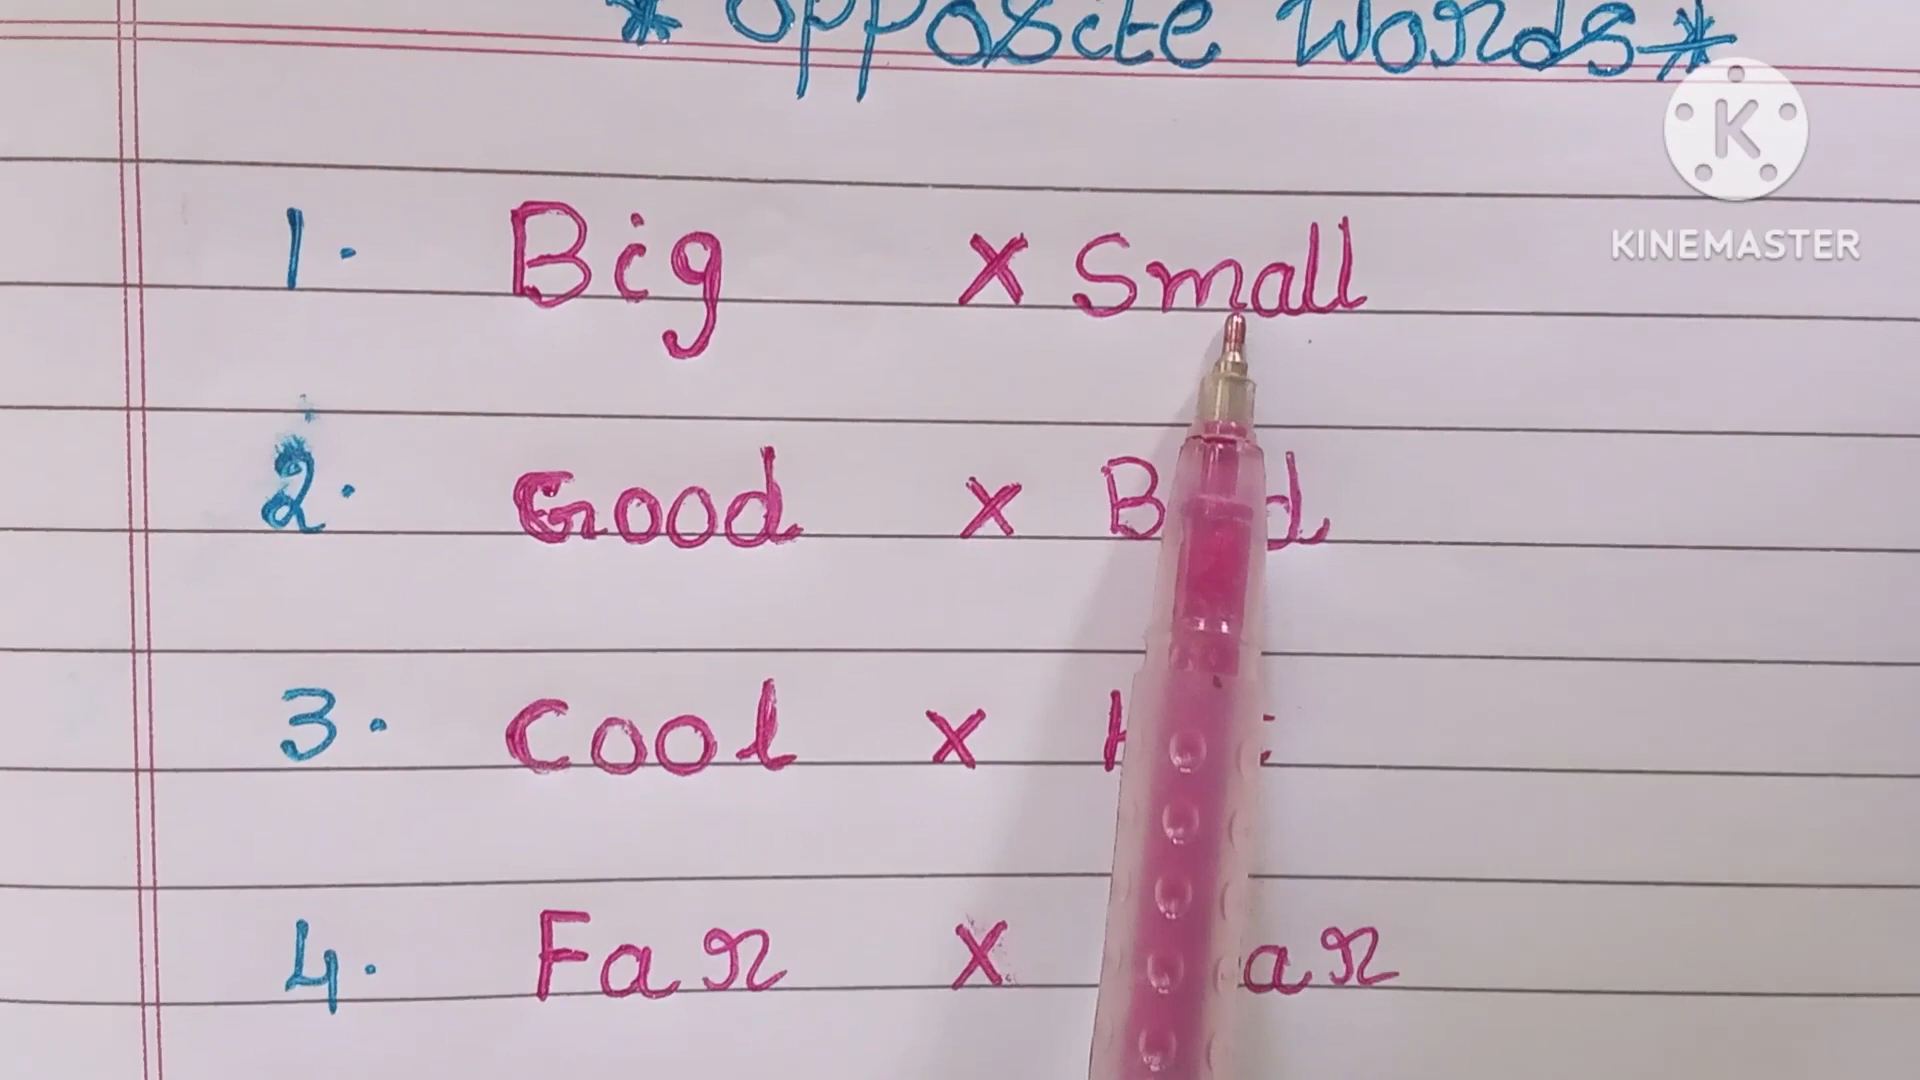 * Opposite Words *
K
KINEMASTER
1. Big X Small
2. Good X
3. Cool X
4. Far X